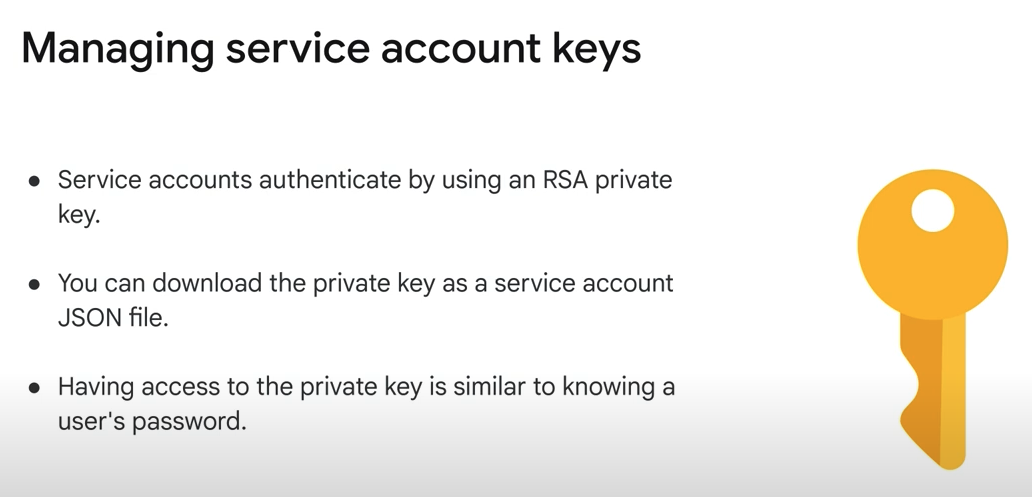 Managing service account keys
● Service accounts authenticate by using an RSA private
key.
● You can download the private key as a service account
JSON file.
● Having access to the private key is similar to knowing a
user's password.